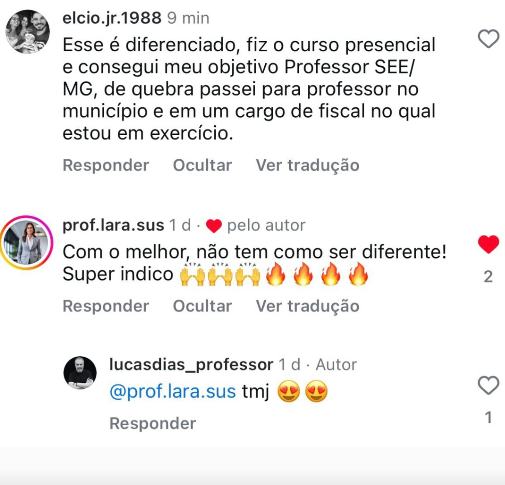 elcio.jr.1988 9 min
Esse é diferenciado, fiz o curso presencial
e consegui meu objetivo Professor SEE/
MG, de quebra passei para professor no
município e em um cargo de fiscal no qual
estou em exercício.
Responder Ocultar Ver tradução
prof.lara.sus 1 d · ❤️ pelo autor
Com o melhor, não tem como ser diferente!
Super indico 🙌🙌🙌🔥🔥🔥🔥
2
Responder Ocultar Ver tradução
lucasdias_professor 1 d · Autor
@prof.lara.sus tmj 😍😍
1
Responder